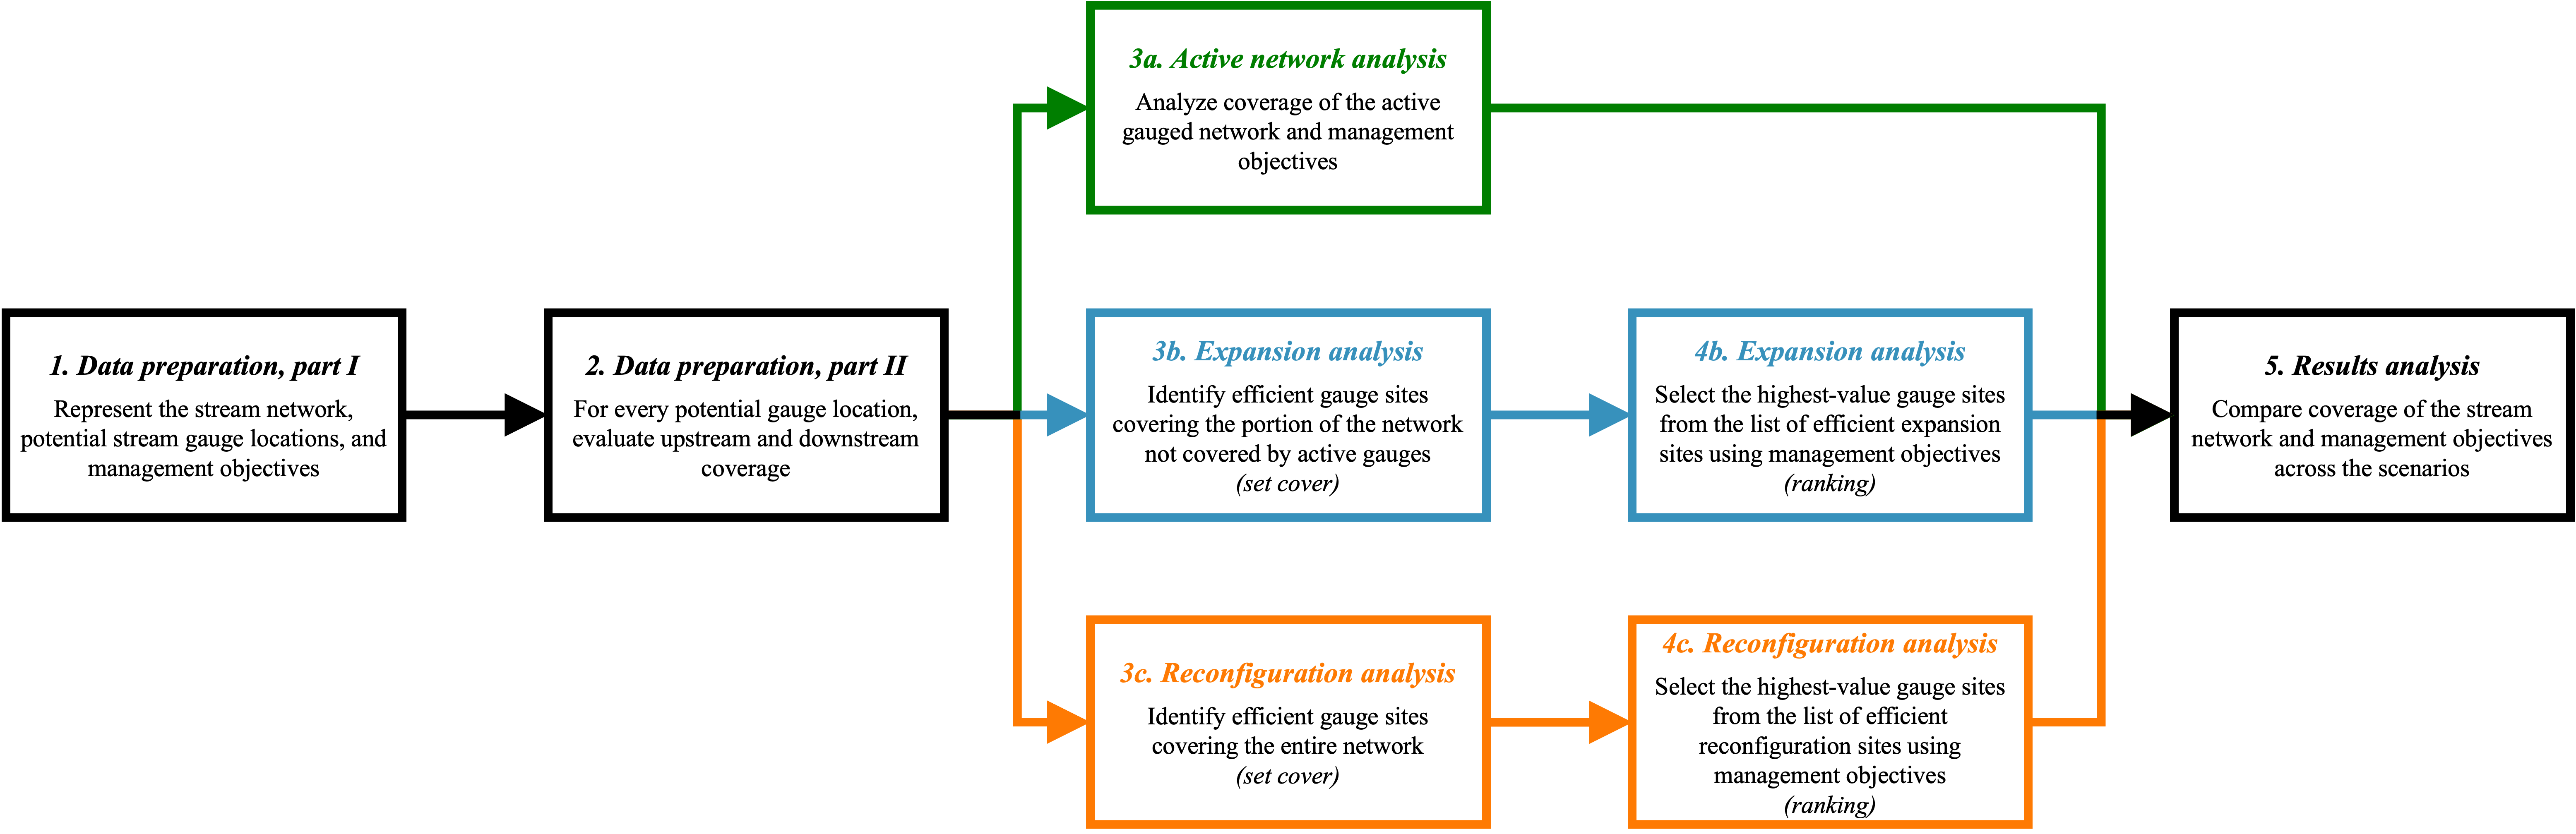 3a. Active network analysis
Analyze coverage of the active
gauged network and management
objectives
1. Data preparation, part I
Represent the stream network,
potential stream gauge locations, and
management objectives
2. Data preparation, part II
For every potential gauge location,
evaluate upstream and downstream
coverage
3b. Expansion analysis
Identify efficient gauge sites
covering the portion of the network
not covered by active gauges
(set cover)
4b. Expansion analysis
Select the highest-value gauge sites
from the list of efficient expansion
sites using management objectives
(ranking)
5. Results analysis
Compare coverage of the stream
network and management objectives
across the scenarios
3c. Reconfiguration analysis
Identify efficient gauge sites
covering the entire network
(set cover)
4c. Reconfiguration analysis
Select the highest-value gauge sites
from the list of efficient
reconfiguration sites using
management objectives
(ranking)